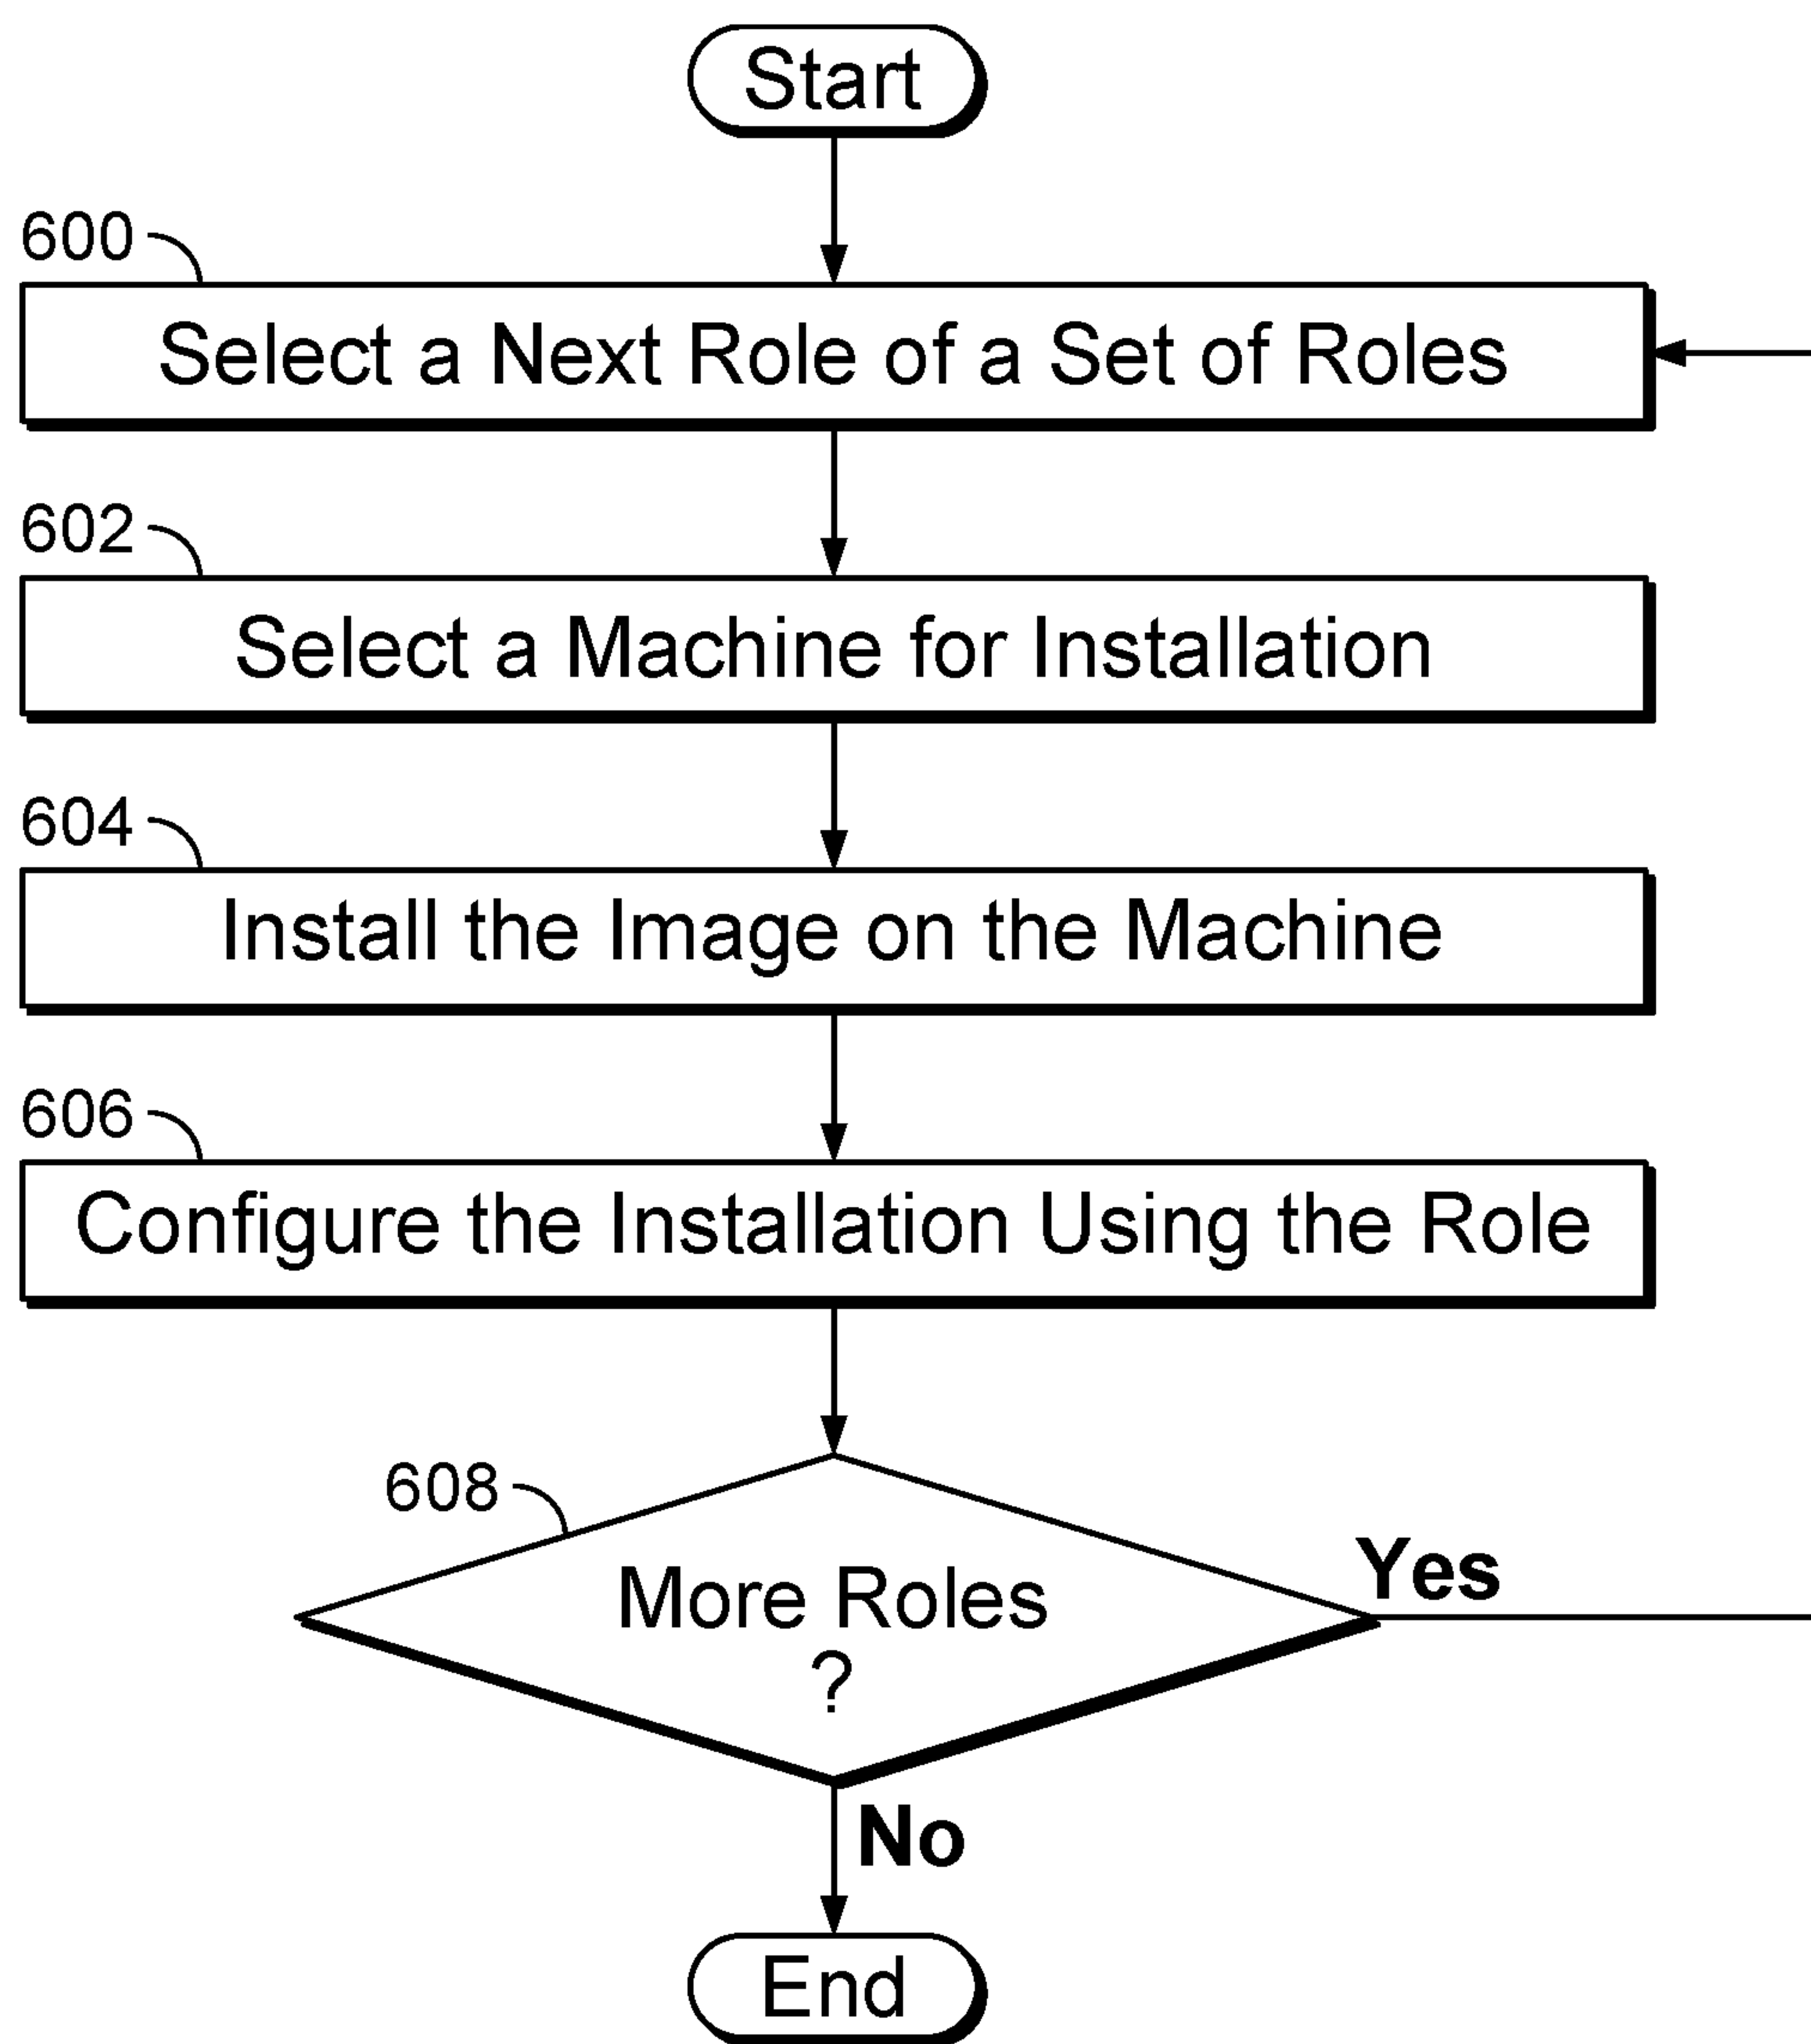 Start
600
Select a Next Role of a Set of Roles
602
Select a Machine for Installation
604
Install the Image on the Machine
606
Configure the Installation Using the Role
608
More Roles
?
Yes
No
End